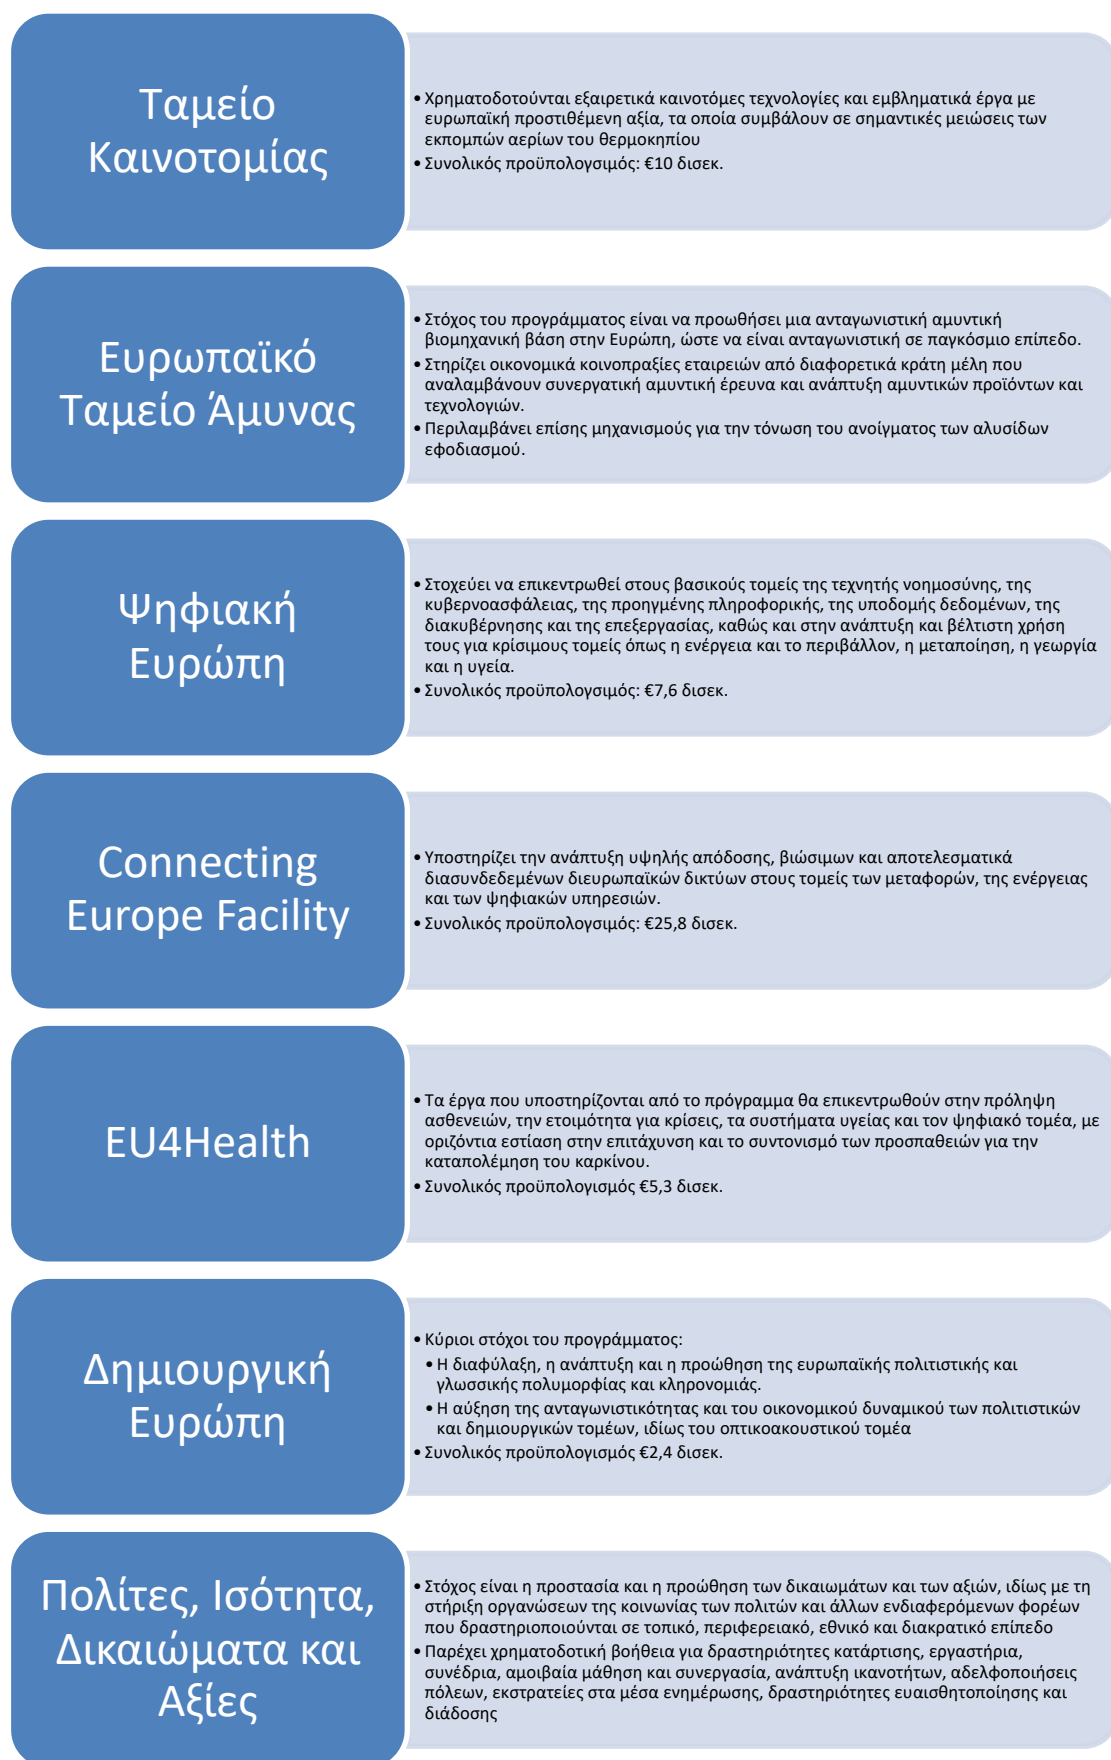 Ταμείο
Καινοτομίας
• Χρηματοδοτούνται εξαιρετικά καινοτόμες τεχνολογίες και εμβληματικά έργα με
ευρωπαϊκή προστιθέμενη αξία, τα οποία συμβάλουν σε σημαντικές μειώσεις των
εκπομπών αερίων του θερμοκηπίου
• Συνολικός προϋπολογσιμός: €10 δισεκ.
Ευρωπαϊκό
Ταμείο Άμυνας
• Στόχος του προγράμματος είναι να προωθήσει μια ανταγωνιστική αμυντική
βιομηχανική βάση στην Ευρώπη, ώστε να είναι ανταγωνιστική σε παγκόσμιο επίπεδο.
• Στηρίζει οικονομικά κοινοπραξίες εταιρειών από διαφορετικά κράτη μέλη που
αναλαμβάνουν συνεργατική αμυντική έρευνα και ανάπτυξη αμυντικών προϊόντων και
τεχνολογιών.
• Περιλαμβάνει επίσης μηχανισμούς για την τόνωση του ανοίγματος των αλυσίδων
εφοδιασμού.
Ψηφιακή
Ευρώπη
• Στοχεύει να επικεντρωθεί στους βασικούς τομείς της τεχνητής νοημοσύνης, της
κυβερνοασφάλειας, της προηγμένης πληροφορικής, της υποδομής δεδομένων, της
διακυβέρνησης και της επεξεργασίας, καθώς και στην ανάπτυξη και βέλτιστη χρήση
τους για κρίσιμους τομείς όπως η ενέργεια και το περιβάλλον, η μεταποίηση, η γεωργία
και η υγεία.
• Συνολικός προϋπολογσιμός: €7,6 δισεκ.
Connecting
Europe Facility
• Υποστηρίζει την ανάπτυξη υψηλής απόδοσης, βιώσιμων και αποτελεσματικά
διασυνδεδεμένων διευρωπαϊκών δικτύων στους τομείς των μεταφορών, της ενέργειας
και των ψηφιακών υπηρεσιών.
• Συνολικός προϋπολογσιμός: €25,8 δισεκ.
EU4Health
• Τα έργα που υποστηρίζονται από το πρόγραμμα θα επικεντρωθούν στην πρόληψη
ασθενειών, την ετοιμότητα για κρίσεις, τα συστήματα υγείας και τον ψηφιακό τομέα, με
οριζόντια εστίαση στην επιτάχυνση και το συντονισμό των προσπαθειών για την
καταπολέμηση του καρκίνου.
• Συνολικός προϋπολογισμός €5,3 δισεκ.
Δημιουργική
Ευρώπη
• Κύριοι στόχοι του προγράμματος:
• Η διαφύλαξη, η ανάπτυξη και η προώθηση της ευρωπαϊκής πολιτιστικής και
γλωσσικής πολυμορφίας και κληρονομιάς.
• Η αύξηση της ανταγωνιστικότητας και του οικονομικού δυναμικού των πολιτιστικών
και δημιουργικών τομέων, ιδίως του οπτικοακουστικού τομέα
• Συνολικός προϋπολογισμός €2,4 δισεκ.
Πολίτες, Ισότητα,
Δικαιώματα και
Αξίες
• Στόχος είναι η προστασία και η προώθηση των δικαιωμάτων και των αξιών, ιδίως με τη
στήριξη οργανώσεων της κοινωνίας των πολιτών και άλλων ενδιαφερόμενων φορέων
που δραστηριοποιούνται σε τοπικό, περιφερειακό, εθνικό και διακρατικό επίπεδο
• Παρέχει χρηματοδοτική βοήθεια για δραστηριότητες κατάρτισης, εργαστήρια,
συνέδρια, αμοιβαία μάθηση και συνεργασία, ανάπτυξη ικανοτήτων, αδελφοποιήσεις
πόλεων, εκστρατείες στα μέσα ενημέρωσης, δραστηριότητες ευαισθητοποίησης και
διάδοσης